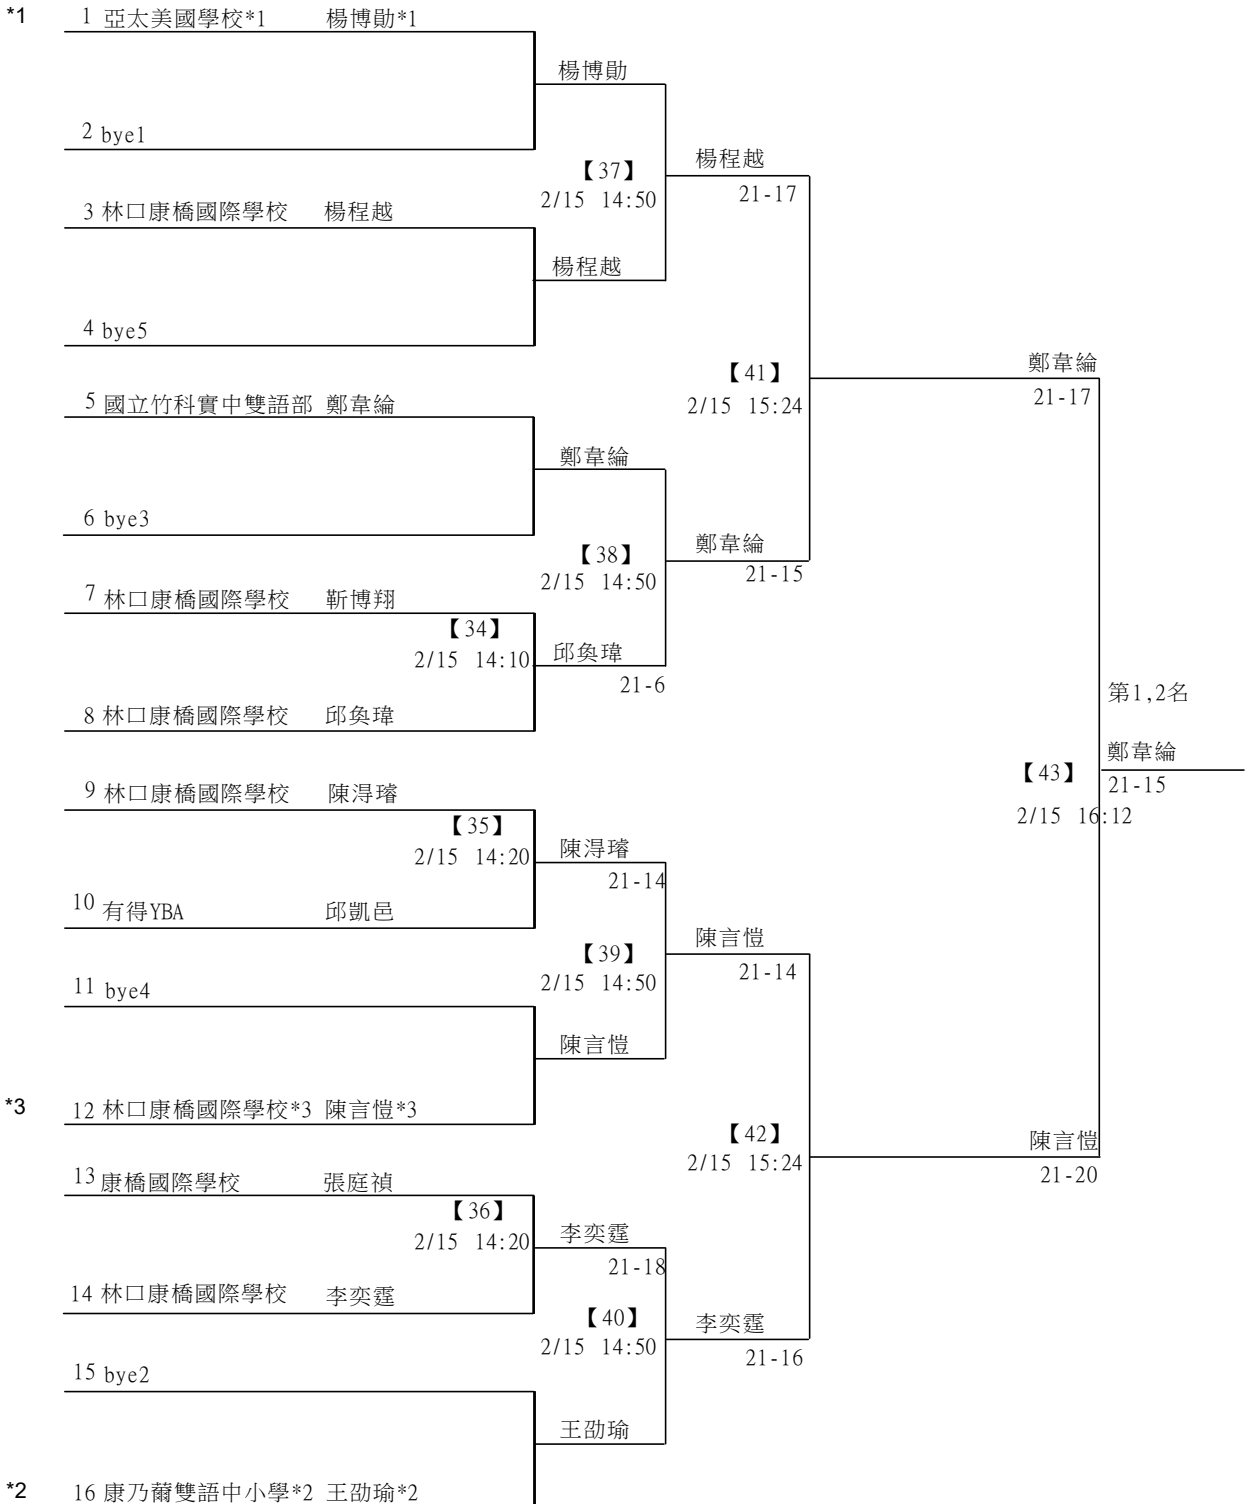 *1 1 亞太美國學校*1 楊博勛*1
楊博勛
2 bye1
【37】 楊程越
2/15 14:50 21-17
3 林口康橋國際學校 楊程越
楊程越
4 bye5
【41】 鄭韋綸
2/15 15:24 21-17
5 國立竹科實中雙語部 鄭韋綸
鄭韋綸
6 bye3
【38】 鄭韋綸
2/15 14:50 21-15
7 林口康橋國際學校 靳博翔
【34】
2/15 14:10 邱奐瑋
21-6
8 林口康橋國際學校 邱奐瑋
第1,2名
鄭韋綸
【43】 21-15
2/15 16:12
9 林口康橋國際學校 陳淂璿
【35】
2/15 14:20 陳淂璿
21-14
10 有得YBA 邱凱邑
【39】 陳言愷
2/15 14:50 21-14
11 bye4
陳言愷
*3 12 林口康橋國際學校*3 陳言愷*3
【42】 陳言愷
2/15 15:24 21-20
13 康橋國際學校 張庭禎
【36】
2/15 14:20 李奕霆
21-18
14 林口康橋國際學校 李奕霆
【40】 李奕霆
2/15 14:50 21-16
15 bye2
王劭瑜
*2 16 康乃薾雙語中小學*2 王劭瑜*2